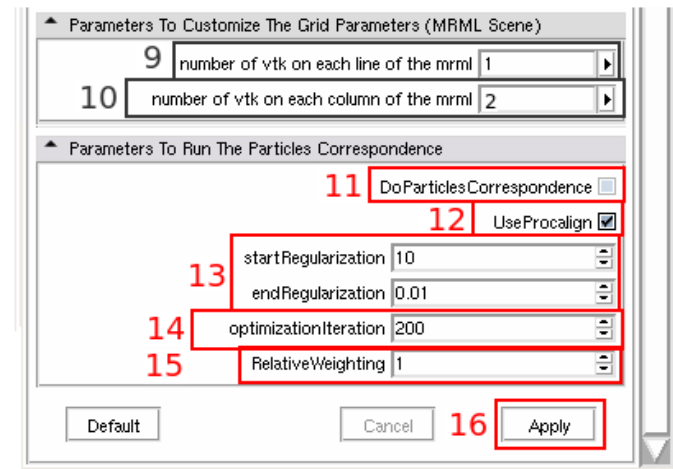 Parameters To Customize The Grid Parameters (MRML Scene)
9 number of vtk on each line of the mrml 1
10 number of vtk on each column of the mrml 2
Parameters To Run The Particles Correspondence
11 DoParticlesCorrespondence
12 UseProcalign
13 startRegularization 10
endRegularization 0.01
14 optimizationIteration 200
15 RelativeWeighting 1
Default Cancel 16 Apply